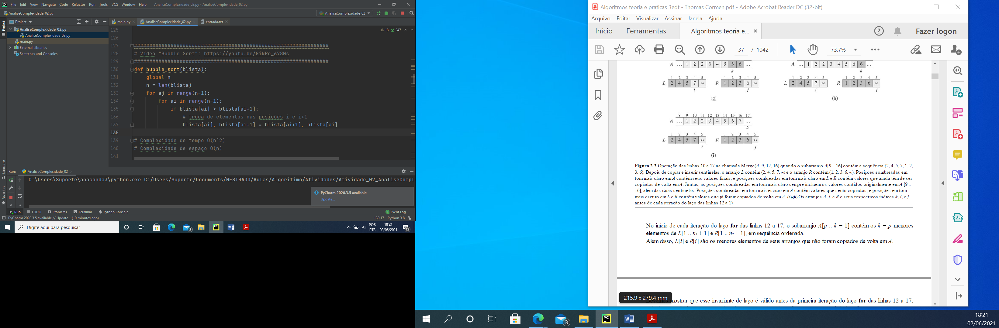 File Edit View Navigate Code Refactor Run Tools VCS Window Help AnaliseComplexidade_02.py - AnaliseComplexidade_02.py
AnaliseComplexidade_02.py
AnaliseComplexidade_02
Project
main.py
AnaliseComplexidade_02.py
entrada.txt
AnaliseComplexidade_02.py
AnaliseComplexidade_02.py
main.py
External Libraries
Scratches and Consoles
Project
Structure
Favorites
18 247
125
126
127 ################################################################
128 # Vídeo "Bubble Sort": https://youtu.be/GiNPe_678Ms
129 ################################################################
130 def bubble_sort(blista):
131 global n
132 n = len(blista)
133 for aj in range(n-1):
134 for ai in range(n-1):
135 if blista[ai] > blista[ai+1]:
136 # troca de elementos nas posições i e i+1
137 blista[ai], blista[ai+1] = blista[ai+1], blista[ai]
138
139 # Complexidade de tempo O(n^2)
140 # Complexidade de espaço O(n)
141
Run: AnaliseComplexidade_02
C:\Users\Suporte\anaconda3\python.exe C:/Users/Suporte/Documents/MESTRADO/Aulas/Algoritimo/Atividades/Atividade_02_AnaliseCompl
PyCharm 2020.3.5 available
Update...
Run TODO Problems Terminal Python Console 2 Event Log
PyCharm 2020.3.5 available // Update... (19 minutes ago) 138:17 Python 3.8
Digite aqui para pesquisar
3
POR
PTB
18:21
02/06/2021
13
Algoritmos teoria e praticas 3edt - Thomas Cormen.pdf - Adobe Acrobat Reader DC (32-bit)
Arquivo Editar Visualizar Assinar Janela Ajuda
Início Ferramentas Algoritmos teoria e... × Fazer logon
37 / 1042 73,7%
A ... 1 2 2 3 4 5 3 6 ...
k
1 2 3 4 5 1 2 3 4 5
L 2 4 5 7 ∞ R 1 2 3 6 ∞
i j
(g)
A ... 1 2 2 3 4 5 6 6 ...
k
1 2 3 4 5 1 2 3 4 5
L 2 4 5 7 ∞ R 1 2 3 6 ∞
i j
(h)
8 9 10 11 12 13 14 15 16 17
A ... 1 2 2 3 4 5 6 7 ...
k
1 2 3 4 5 1 2 3 4 5
L 2 4 5 7 ∞ R 1 2 3 6 ∞
i j
(i)
Figura 2.3 Operação das linhas 10 a 17 na chamada Merge(A, 9, 12, 16) quando o subarranjo A[9 .. 16] contém a sequência ⟨2, 4, 5, 7, 1, 2,
3, 6⟩. Depois de copiar e inserir sentinelas, o arranjo L contém ⟨2, 4, 5, 7, ∞⟩ e o arranjo R contém ⟨1, 2, 3, 6, ∞⟩. Posições sombreadas em
tom mais claro em A contêm seus valores finais, e posições sombreadas em tom mais claro em L e R contêm valores que ainda têm de ser
copiados de volta em A. Juntas, as posições sombreadas em tom mais claro sempre incluem os valores contidos originalmente em A [9 ..
16], além das duas sentinelas. Posições sombreadas em tom mais escuro em A contêm valores que serão copiados, e posições em tom
mais escuro em L e R contêm valores que já foram copiados de volta em A. (a)-(h) Os arranjos A, L e R e seus respectivos índices k, i, e j
antes de cada iteração do laço das linhas 12 a 17.
No início de cada iteração do laço for das linhas 12 a 17, o subarranjo A[p .. k − 1] contém os k − p menores
elementos de L[1 .. n1 + 1] e R[1 .. n2 + 1], em sequência ordenada.
Além disso, L[i] e R[j] são os menores elementos de seus arranjos que não foram copiados de volta em A.
215,9 x 279,4 mm
mostrar que esse invariante de laço é válido antes da primeira iteração do laço for das linhas 12 a 17,
3
18:21
02/06/2021